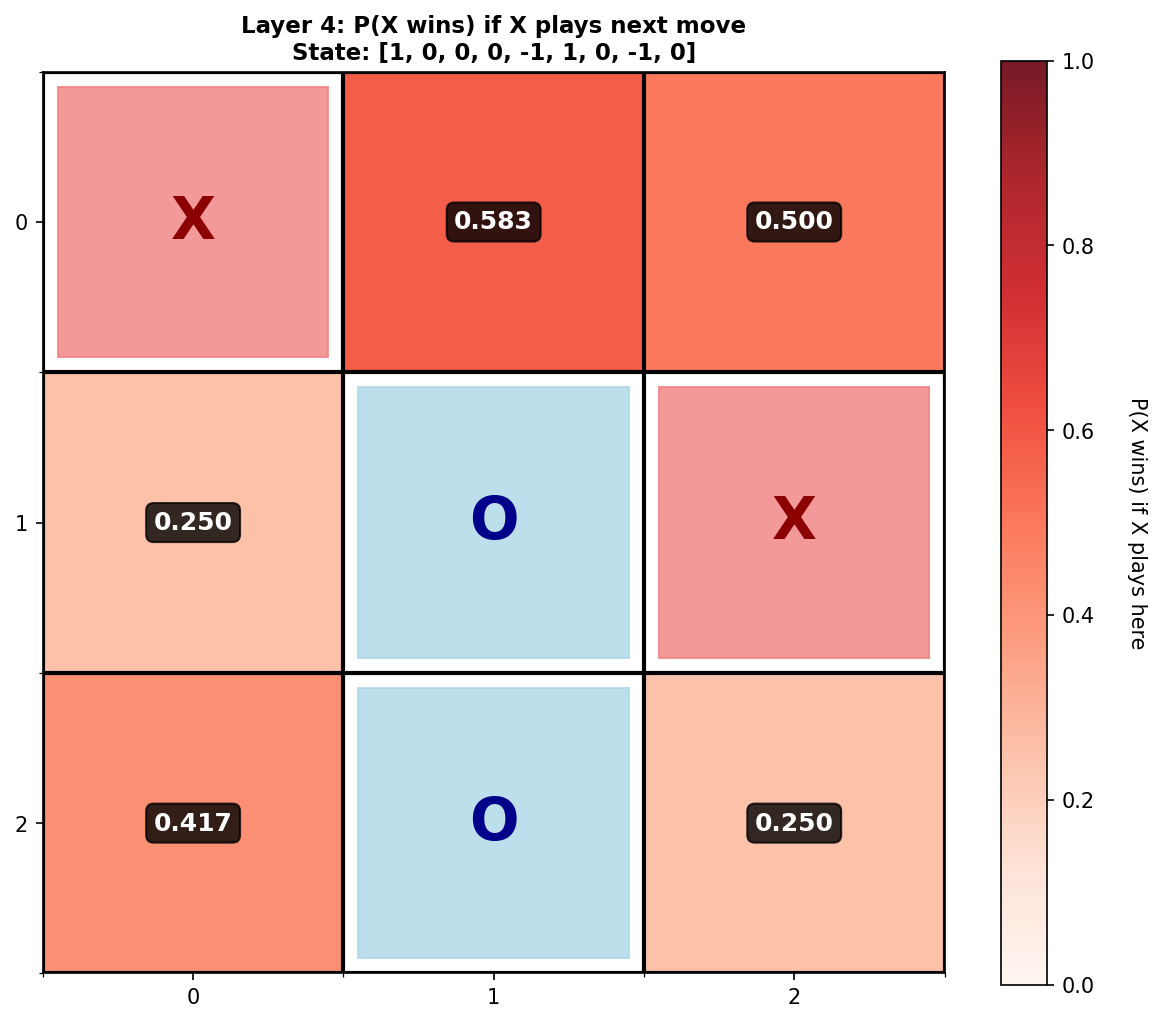 Layer 4: P(X wins) if X plays next move
State: [1, 0, 0, 0, -1, 1, 0, -1, 0]
1.0
0.8
0.6
0.4
0.2
0.0
P(X wins) if X plays here
0
X
0.583
0.500
1
0.250
O
X
2
0.417
O
0.250
0
1
2